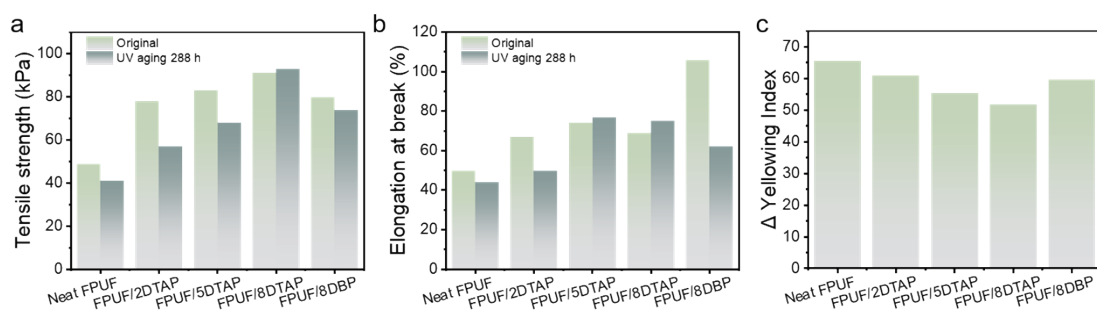 a
Tensile strength (kPa)
100
80
60
40
20
0
Original
UV aging 288 h
Neat FPUF
FPUF/2DTAP
FPUF/5DTAP
FPUF/8DTAP
FPUF/8DBP
b
Elongation at break (%)
120
100
80
60
40
20
0
Original
UV aging 288 h
Neat FPUF
FPUF/2DTAP
FPUF/5DTAP
FPUF/8DTAP
FPUF/8DBP
c
Δ Yellowing Index
70
60
50
40
30
20
10
0
Neat FPUF
FPUF/2DTAP
FPUF/5DTAP
FPUF/8DTAP
FPUF/8DBP